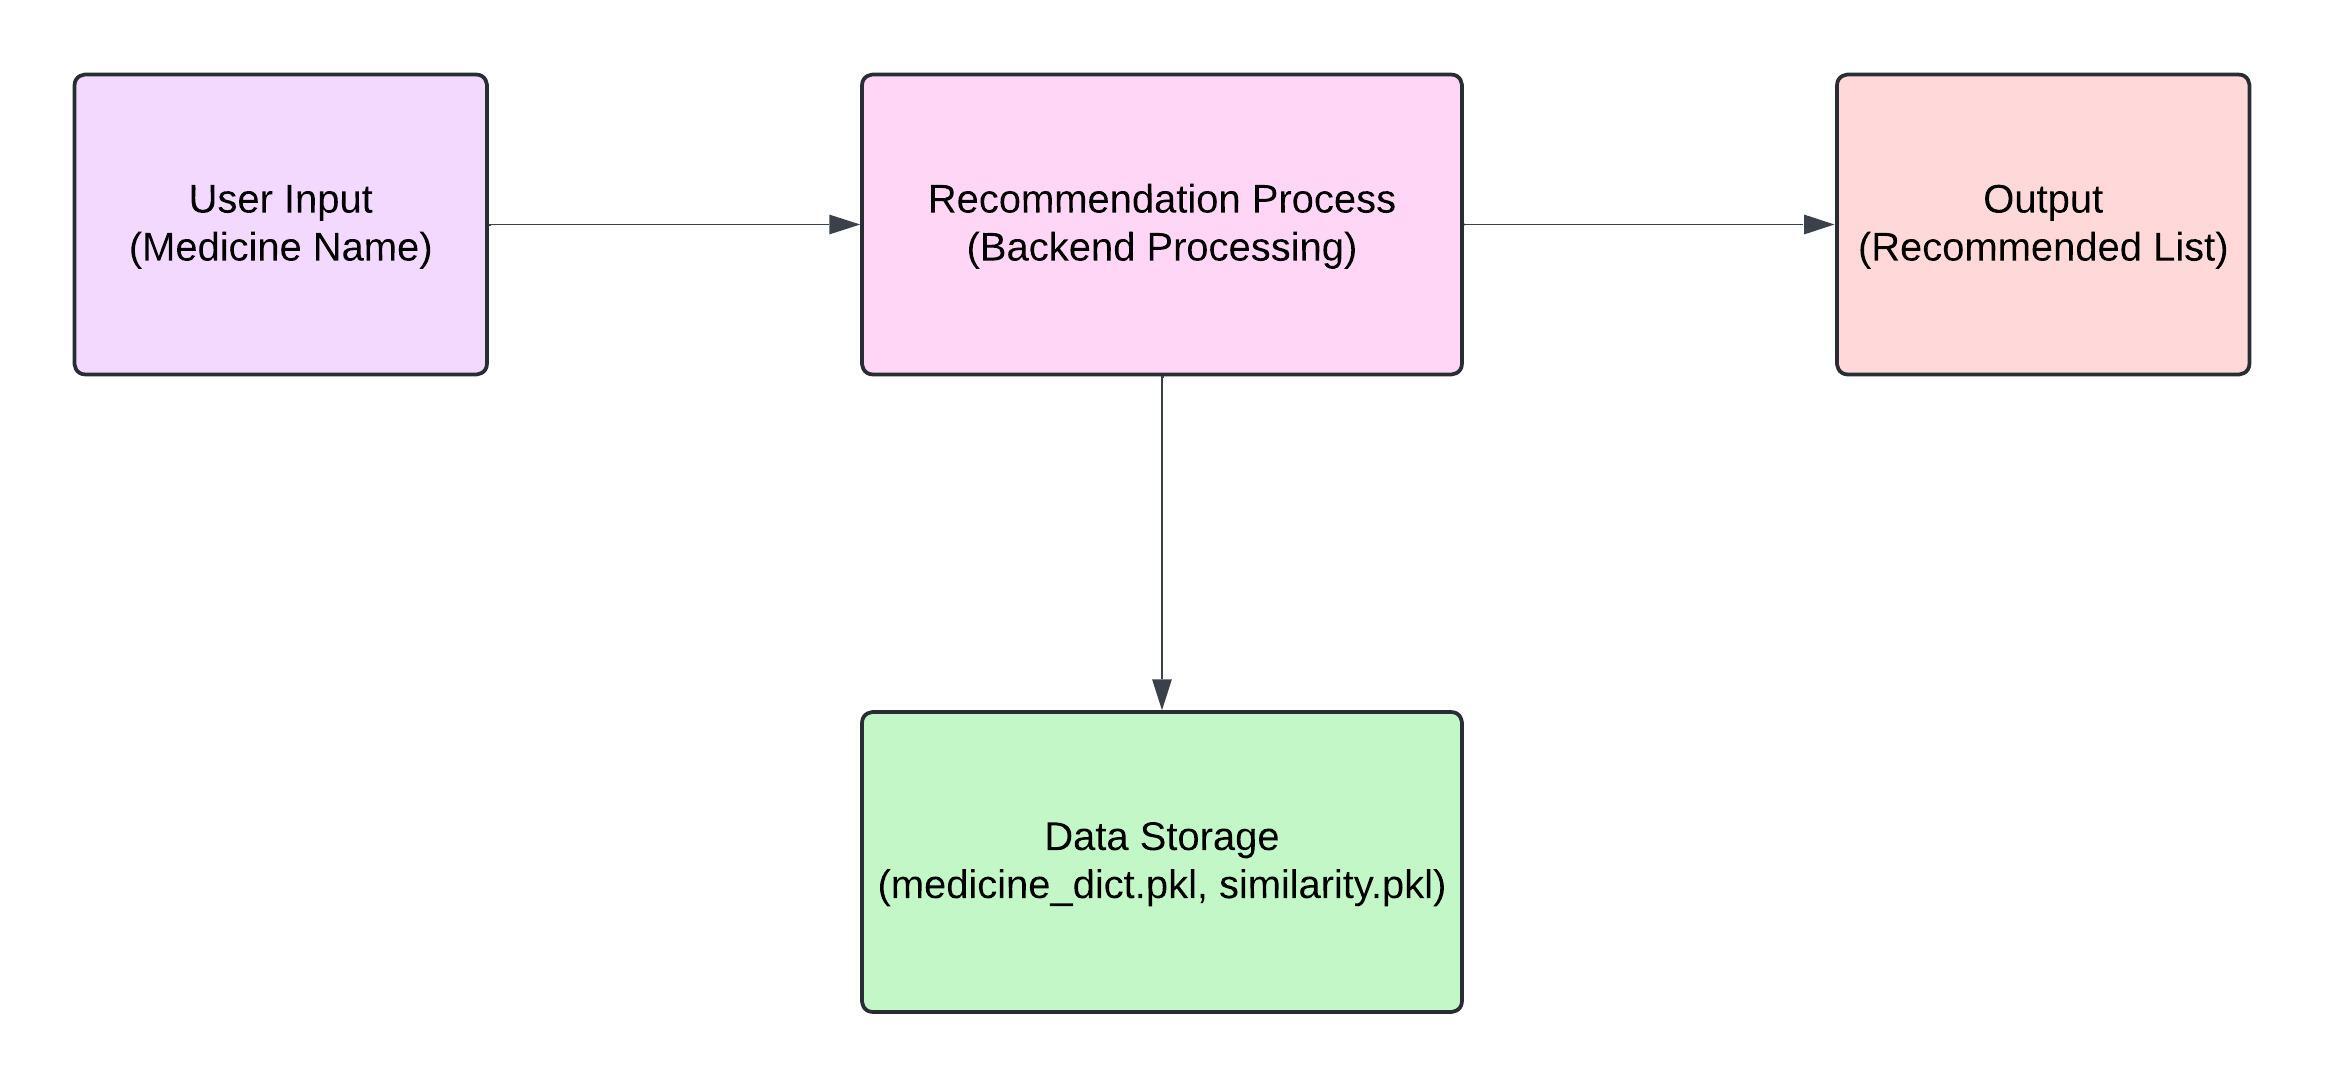 User Input
(Medicine Name)
Recommendation Process
(Backend Processing)
Output
(Recommended List)
Data Storage
(medicine_dict.pkl, similarity.pkl)